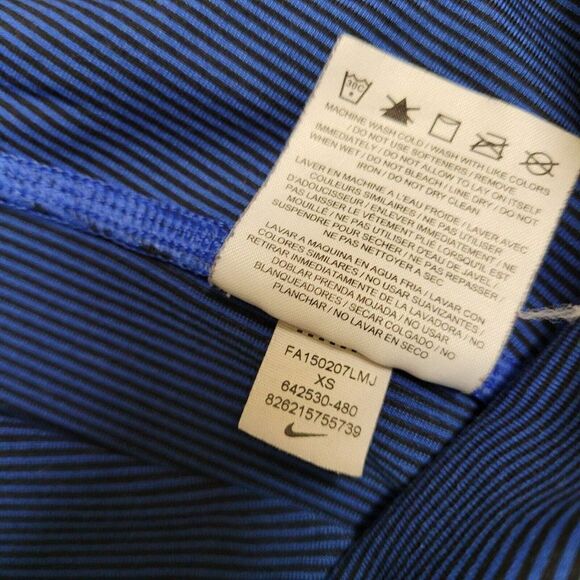 30C
MACHINE WASH COLD / WASH WITH LIKE COLORS
/ DO NOT USE SOFTENERS / REMOVE
IMMEDIATELY / DO NOT ALLOW TO LAY ON ITSELF
WHEN WET / DO NOT BLEACH / LINE DRY / DO NOT
IRON / DO NOT DRY CLEAN
LAVER EN MACHINE A L'EAU FROIDE / LAVER AVEC
COULEURS SIMILAIRES / NE PAS UTILISER
D'ADOUCISSEUR / ENLEVER IMMÉDIATEMENT / NE
PAS LAISSER LE VÊTEMENT PLIÉ LORSQU'IL EST
MOUILLÉ / NE PAS UTILISER D'EAU DE JAVEL /
SUSPENDRE POUR SECHER / NE PAS REPASSER /
NE PAS NETTOYER A SEC
LAVAR A MAQUINA EN AGUA FRIA / LAVAR CON
COLORES SIMILARES / NO USAR SUAVIZANTES /
RETIRAR INMEDIATAMENTE DE LA LAVADORA / NO
DOBLAR PRENDA MOJADA / NO USAR
BLANQUEADORES / SECAR COLGADO / NO
PLANCHAR / NO LAVAR EN SECO
FA150207LMJ
XS
642530-480
826215755739